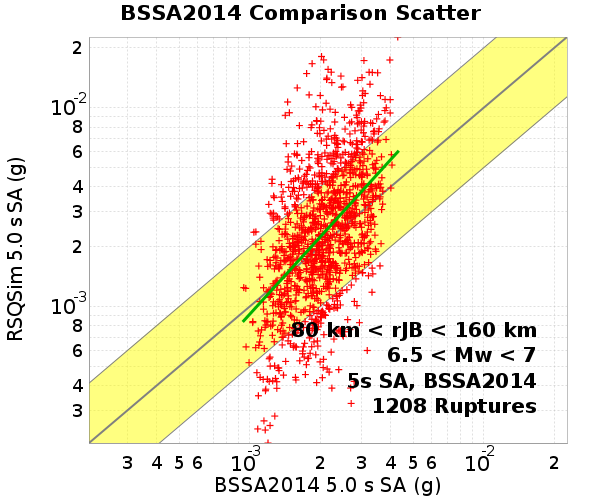 BSSA2014 Comparison Scatter
RSQSim 5.0 s SA (g)
2
10-2
8
6
4
3
2
10-3
8
6
4
3
80 km < rJB < 160 km
6.5 < Mw < 7
5s SA, BSSA2014
1208 Ruptures
3 4 5 6 10-3 2 3 4 5 6 10-2 2
BSSA2014 5.0 s SA (g)